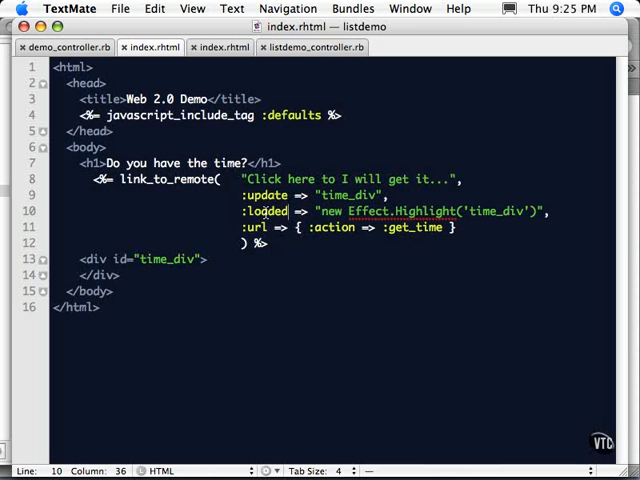 TextMate File Edit View Text Navigation Bundles Window Help Thu 9:25 PM
index.rhtml — listdemo
demo_controller.rb index.rhtml index.rhtml listdemo_controller.rb
1 <html>
2 <head>
3 <title>Web 2.0 Demo</title>
4 <%= javascript_include_tag :defaults %>
5 </head>
6 <body>
7 <h1>Do you have the time?</h1>
8 <%= link_to_remote( "Click here to I will get it...",
9 :update => "time_div",
10 :loaded => "new Effect.Highlight('time_div')",
11 :url => { :action => :get_time }
12 ) %>
13 <div id="time_div">
14 </div>
15 </body>
16 </html>
VTC
Line: 10 Column: 36 HTML Tab Size: 4 —